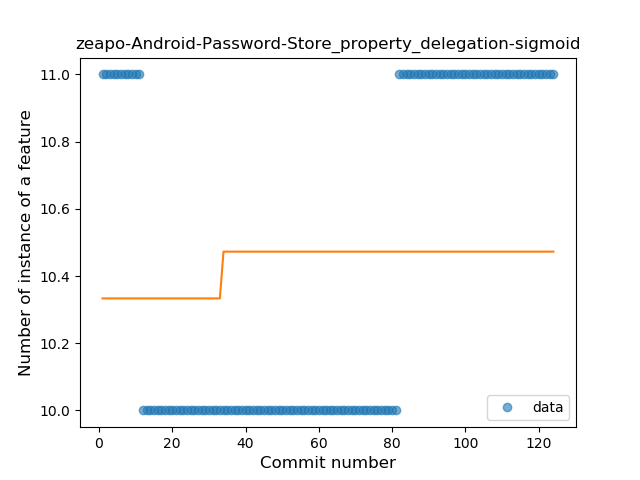 zeapo-Android-Password-Store_property_delegation-sigmoid
Number of instance of a feature
11.0
10.8
10.6
10.4
10.2
10.0
data
0 20 40 60 80 100 120
Commit number